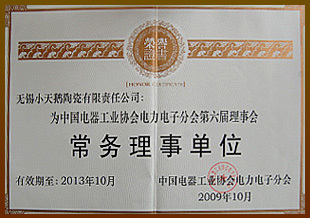 榮譽
證書
HONOR CERTIFICATE
无锡小天鹅陶瓷有限责任公司：
为中国电器工业协会电力电子分会第六届理事会
常务理事单位
有效期至：2013年10月
中国电器工业协会电力电子分会
2009年10月